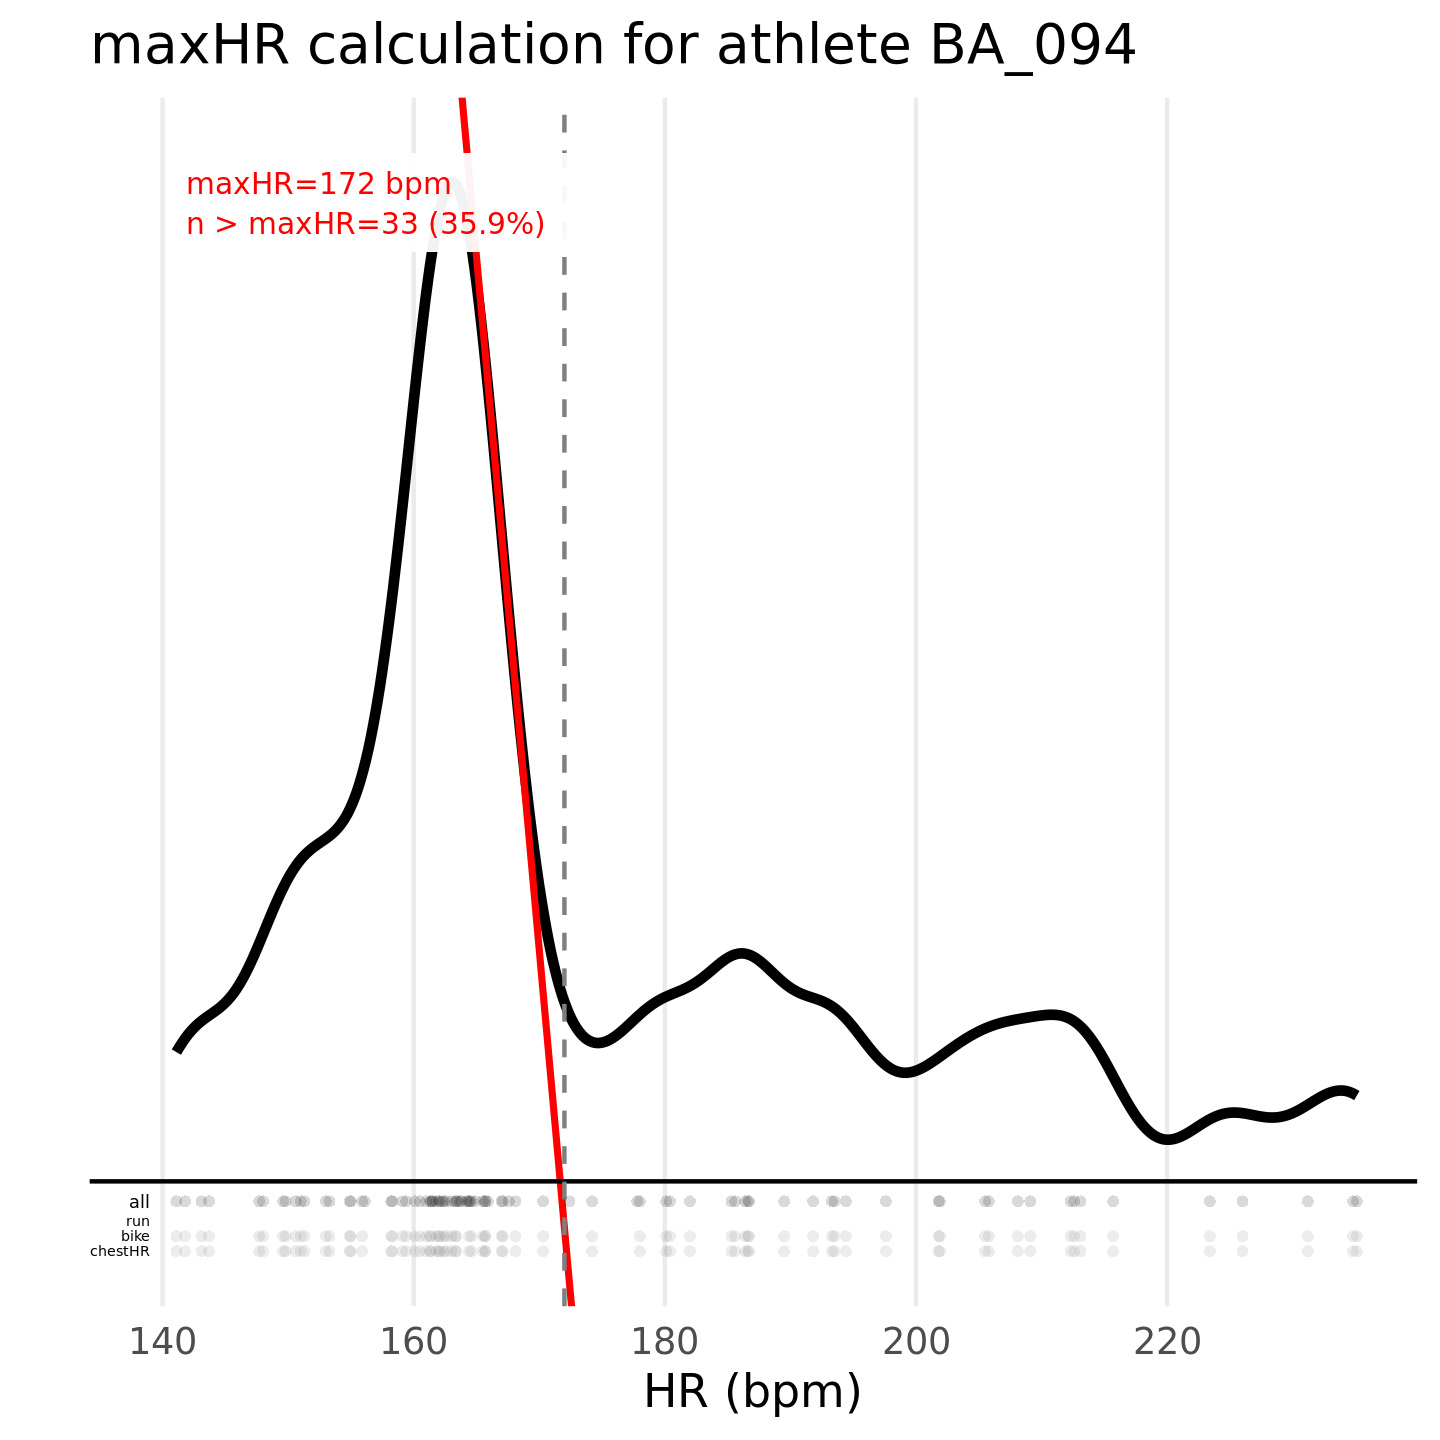 maxHR calculation for athlete BA_094
maxHR=172 bpm
n > maxHR=33 (35.9%)
all
run
bike
chestHR
140 160 180 200 220
HR (bpm)